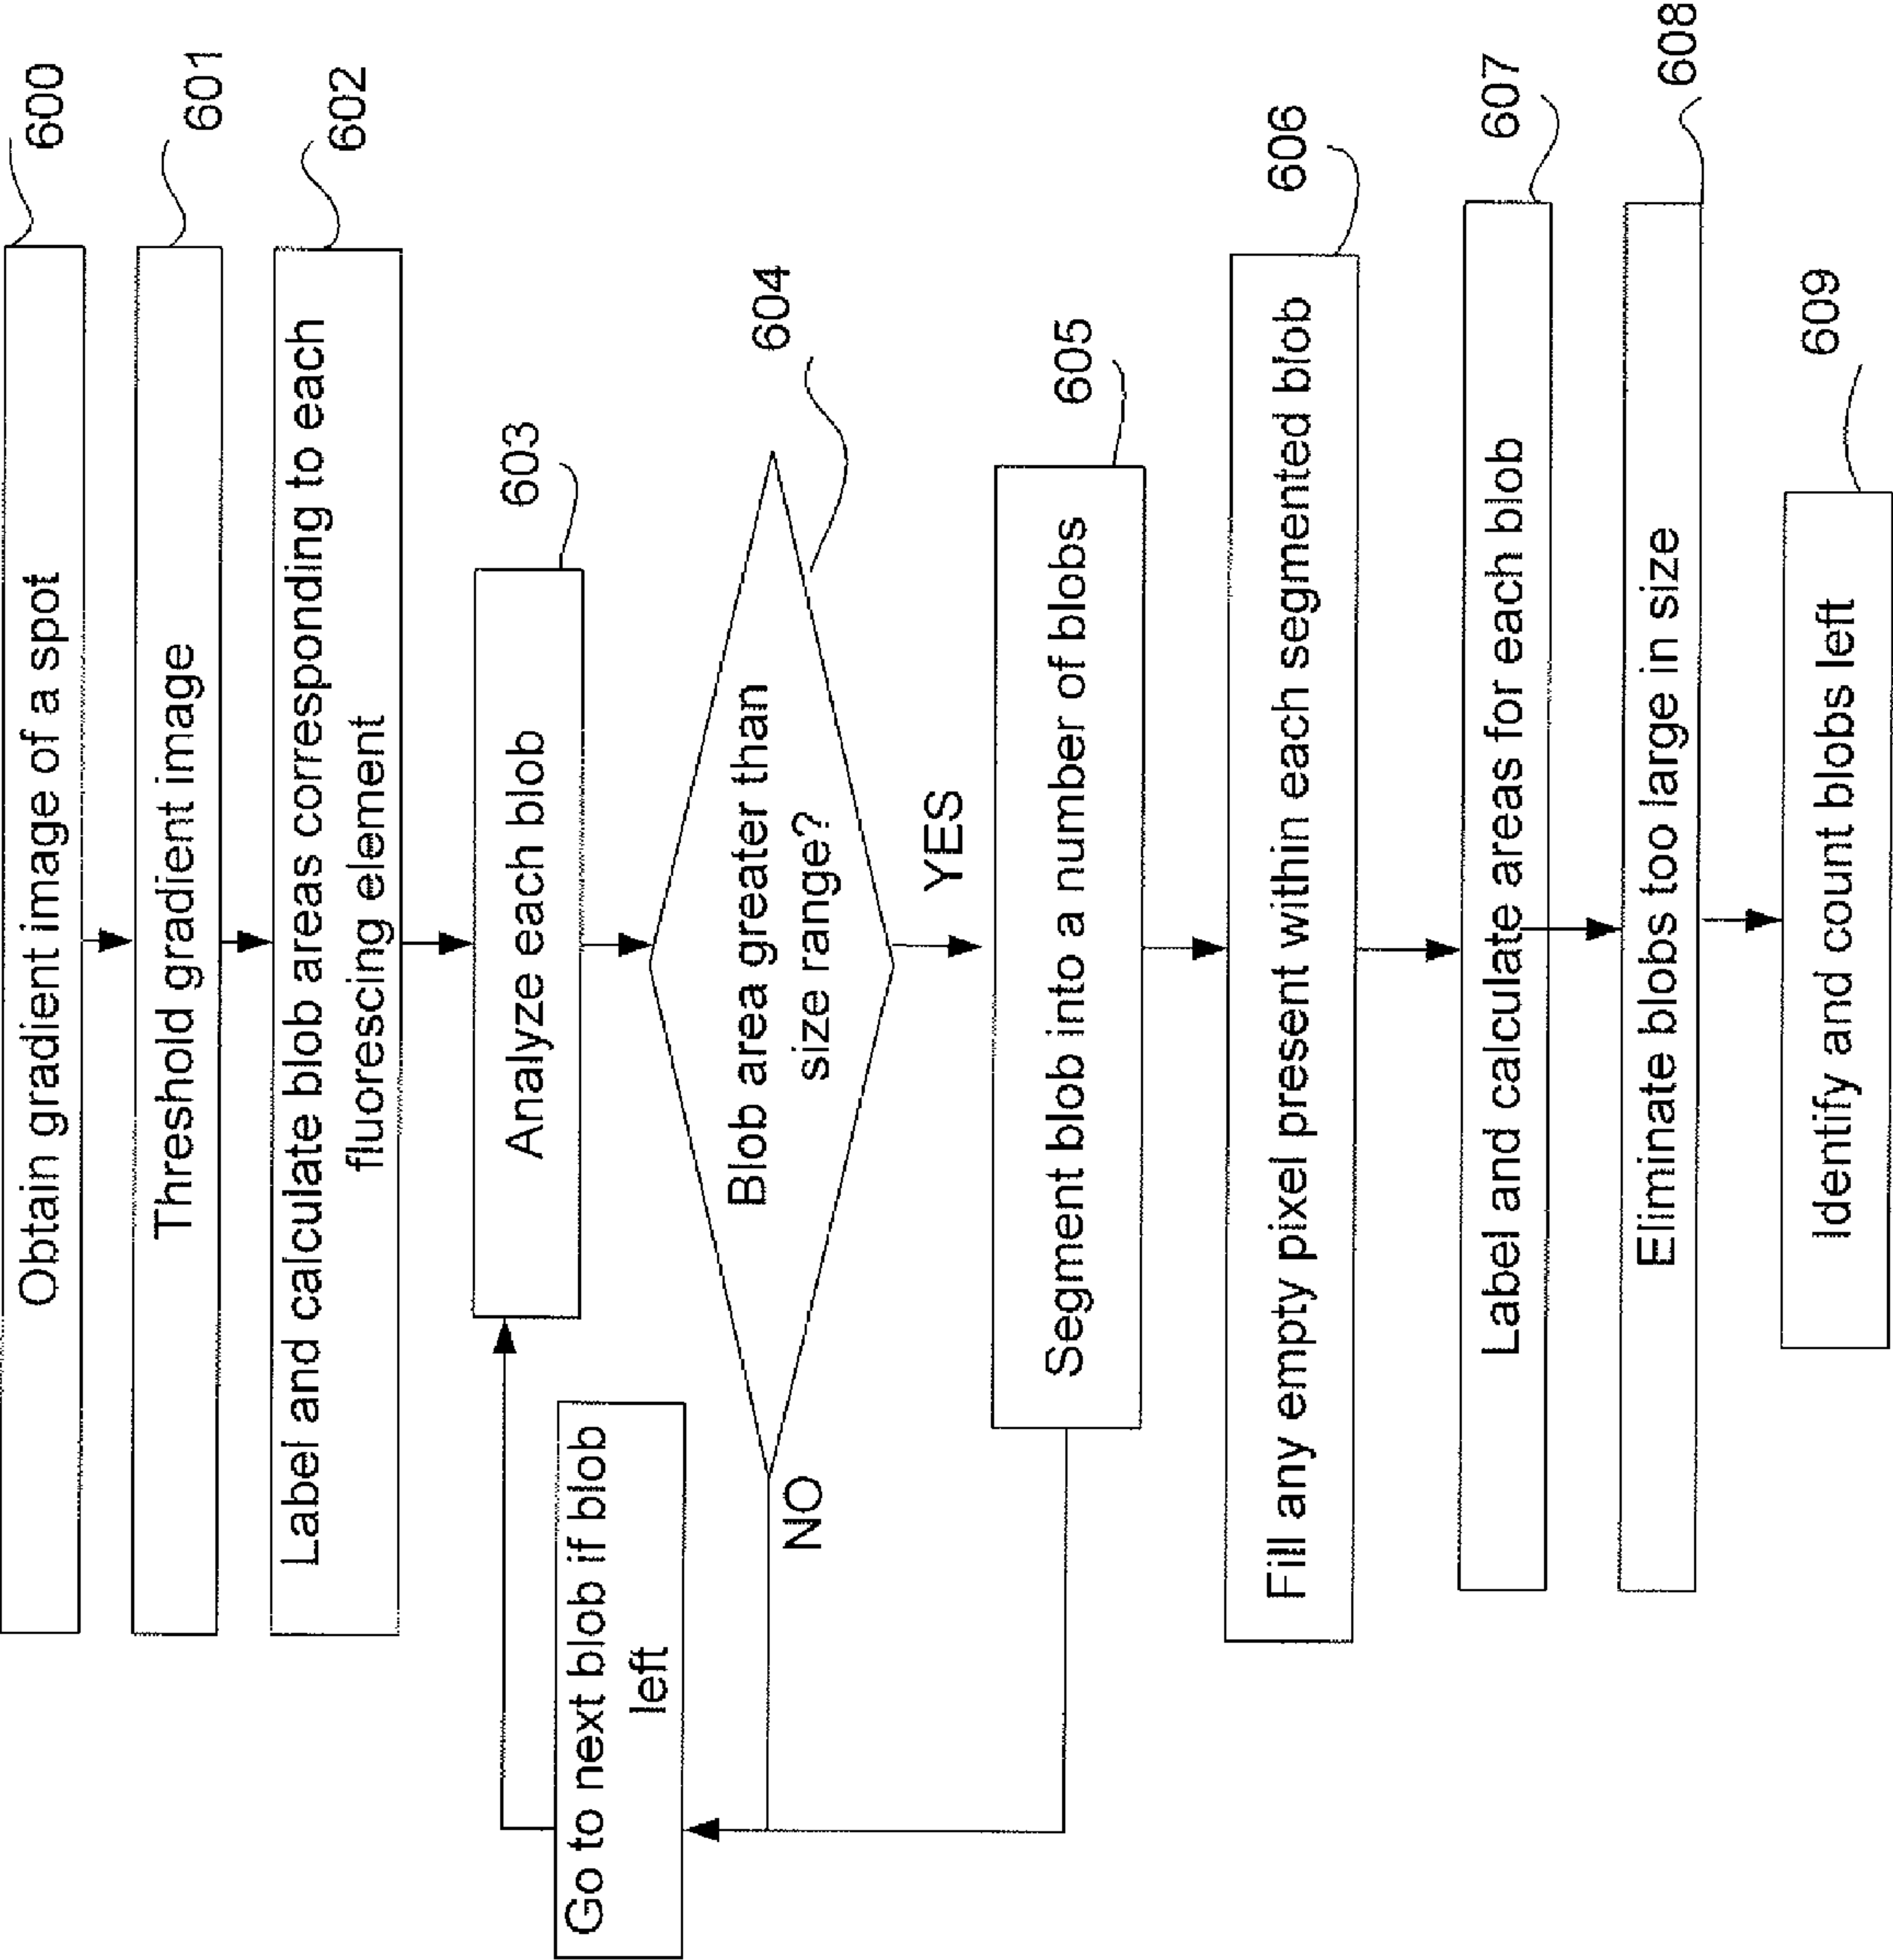 600
Obtain gradient image of a spot
601
Threshold gradient image
602
Label and calculate blob areas corresponding to each
fluorescing element
603
Analyze each blob
Go to next blob if blob
left
604
Blob area greater than
size range?
NO
YES
605
Segment blob into a number of blobs
606
Fill any empty pixel present within each segmented blob
607
Label and calculate areas for each blob
608
Eliminate blobs too large in size
609
Identify and count blobs left